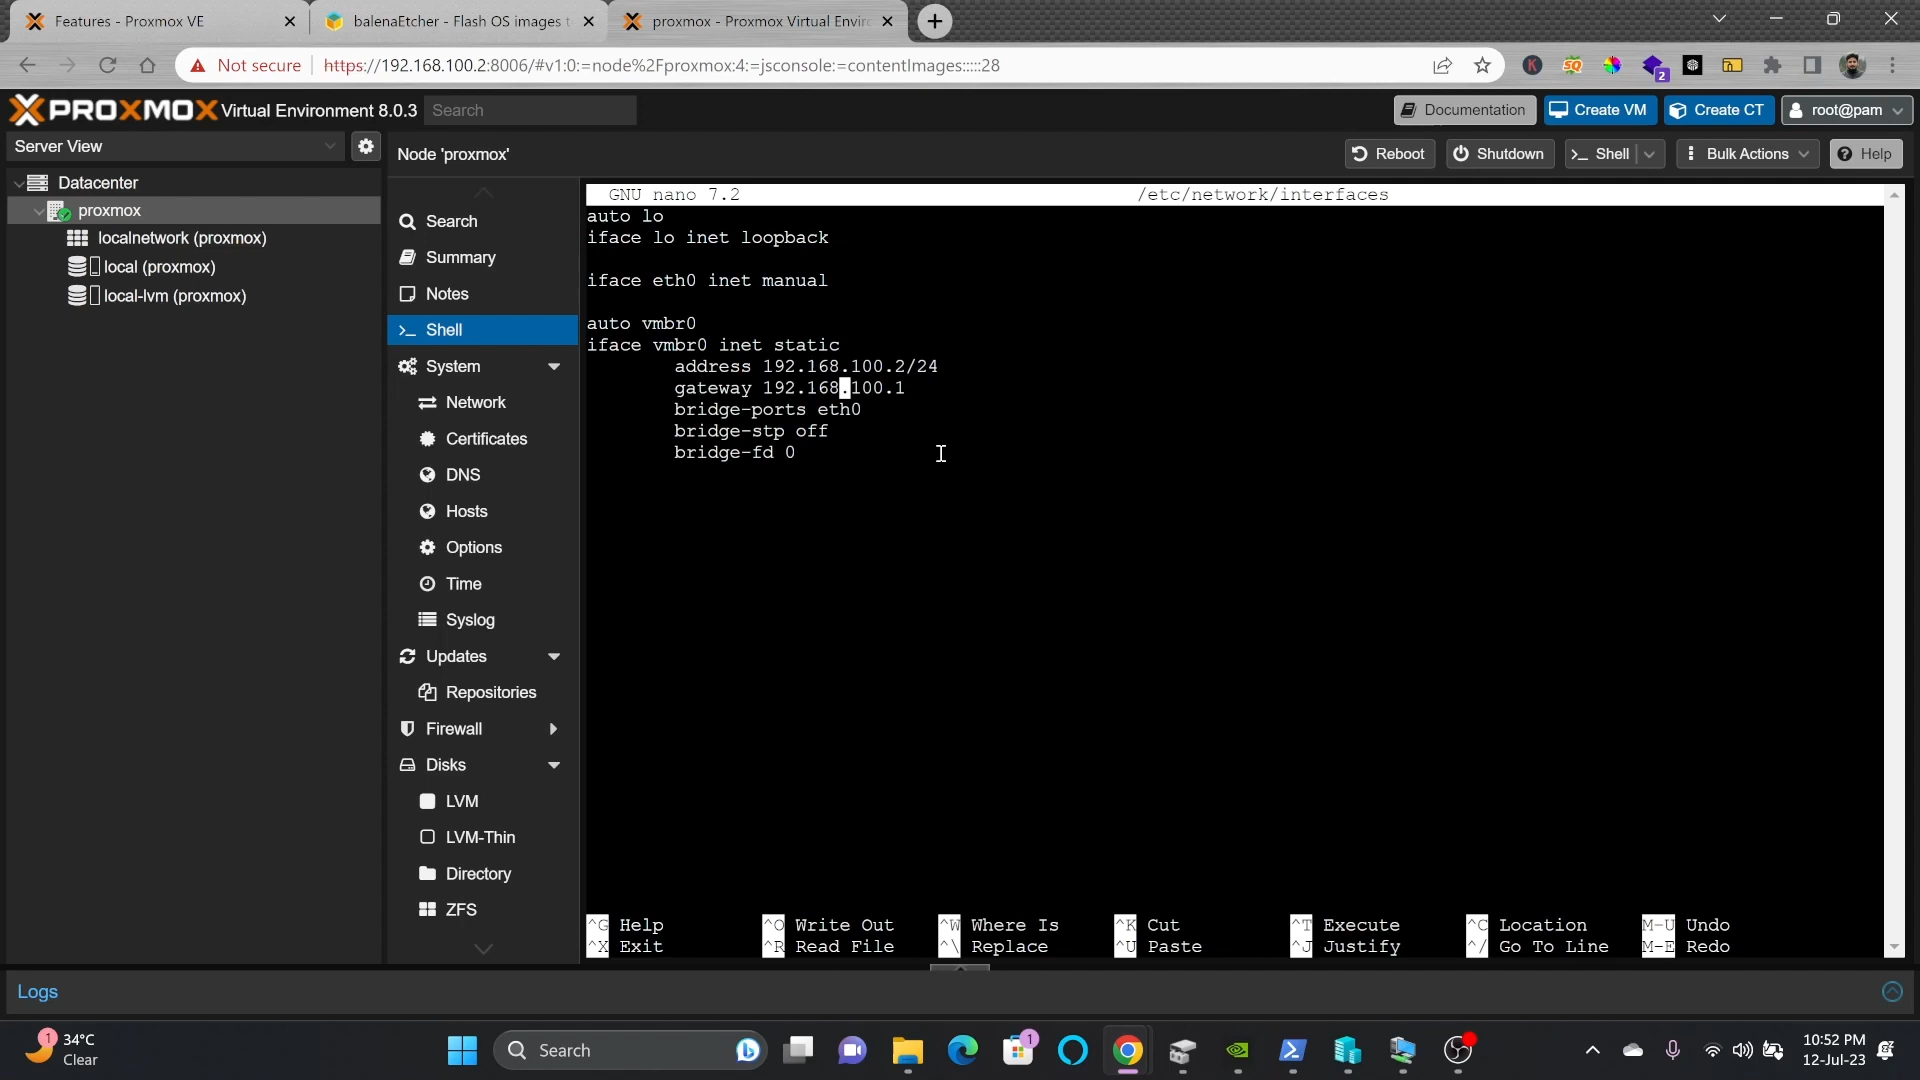 Features - Proxmox VE
balenaEtcher - Flash OS images t
proxmox - Proxmox Virtual Enviro
Not secure
https://192.168.100.2:8006/#v1:0:=node%2Fproxmox:4:=jsconsole:=contentImages:::::28
2
PROXMOX Virtual Environment 8.0.3
Search
Documentation
Create VM
Create CT
root@pam
Server View
Node 'proxmox'
Reboot
Shutdown
>_ Shell
Bulk Actions
Help
Datacenter
proxmox
localnetwork (proxmox)
local (proxmox)
local-lvm (proxmox)
Search
Summary
Notes
>_ Shell
System
Network
Certificates
DNS
Hosts
Options
Time
Syslog
Updates
Repositories
Firewall
Disks
LVM
LVM-Thin
Directory
ZFS
GNU nano 7.2 /etc/network/interfaces
auto lo
iface lo inet loopback
iface eth0 inet manual
auto vmbr0
iface vmbr0 inet static
address 192.168.100.2/24
gateway 192.168.100.1
bridge-ports eth0
bridge-stp off
bridge-fd 0
^G Help ^O Write Out ^W Where Is ^K Cut ^T Execute ^C Location M-U Undo
^X Exit ^R Read File ^\ Replace ^U Paste ^J Justify ^/ Go To Line M-E Redo
Logs
1
34°C
Clear
Search
1
10:52 PM
12-Jul-23